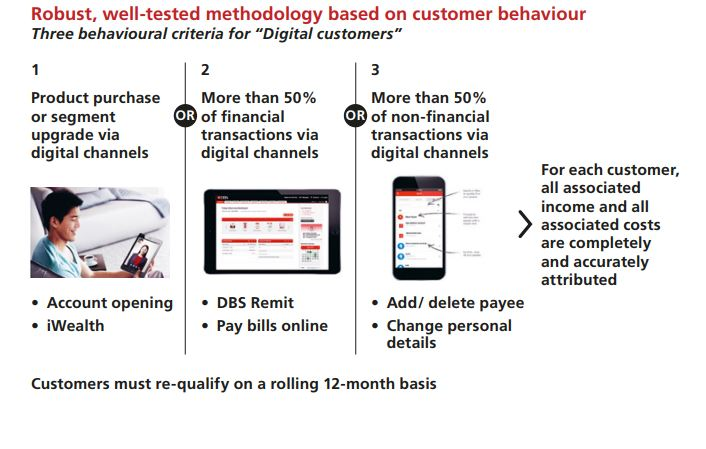 Robust, well-tested methodology based on customer behaviour
Three behavioural criteria for “Digital customers”
1
Product purchase
or segment
upgrade via
digital channels
• Account opening
• iWealth
OR
2
More than 50%
of financial
transactions via
digital channels
• DBS Remit
• Pay bills online
OR
3
More than 50%
of non-financial
transactions via
digital channels
• Add/ delete payee
• Change personal
details
For each customer,
all associated
income and all
associated costs
are completely
and accurately
attributed
Customers must re-qualify on a rolling 12-month basis